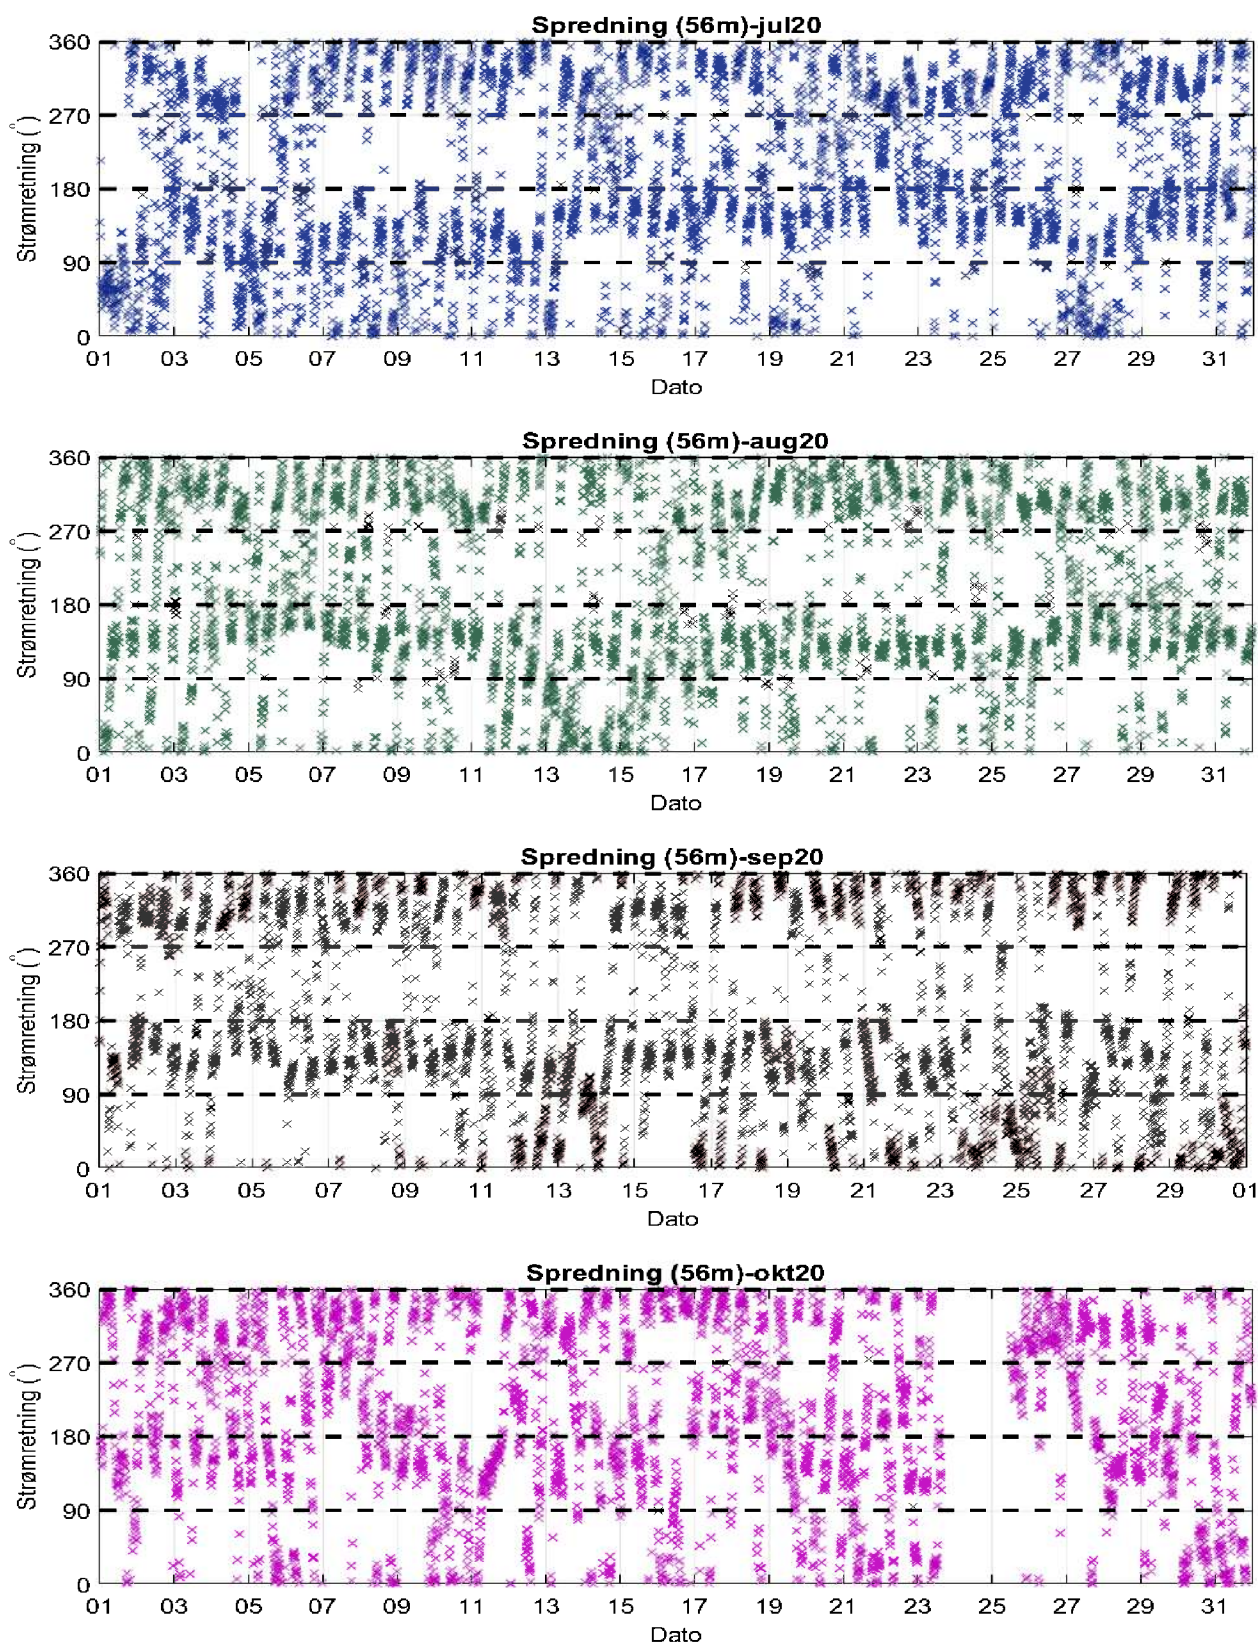 Spredning (56m)-jul20
360
270
180
90
0
Strømretning (°)
01 03 05 07 09 11 13 15 17 19 21 23 25 27 29 31
Dato
Spredning (56m)-aug20
360
270
180
90
0
Strømretning (°)
01 03 05 07 09 11 13 15 17 19 21 23 25 27 29 31
Dato
Spredning (56m)-sep20
360
270
180
90
0
Strømretning (°)
01 03 05 07 09 11 13 15 17 19 21 23 25 27 29 01
Dato
Spredning (56m)-okt20
360
270
180
90
0
Strømretning (°)
01 03 05 07 09 11 13 15 17 19 21 23 25 27 29 31
Dato